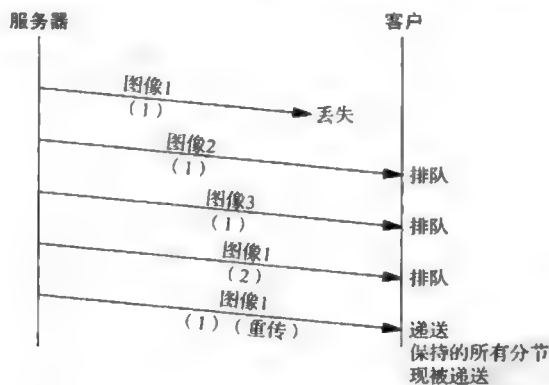 服务器
客户
图像1
(1)
丢失
图像2
(1)
排队
图像3
(1)
排队
图像1
(2)
排队
图像1
(1)(重传)
递送
保持的所有分节
现被递送